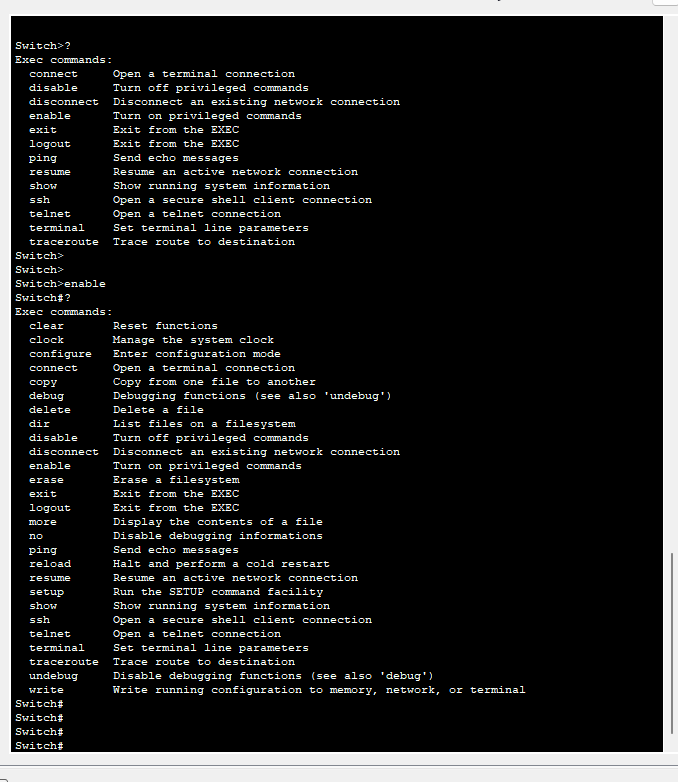 Switch>?
Exec commands:
  connect     Open a terminal connection
  disable     Turn off privileged commands
  disconnect  Disconnect an existing network connection
  enable      Turn on privileged commands
  exit        Exit from the EXEC
  logout      Exit from the EXEC
  ping        Send echo messages
  resume      Resume an active network connection
  show        Show running system information
  ssh         Open a secure shell client connection
  telnet      Open a telnet connection
  terminal    Set terminal line parameters
  traceroute  Trace route to destination
Switch>
Switch>
Switch>enable
Switch#?
Exec commands:
  clear       Reset functions
  clock       Manage the system clock
  configure   Enter configuration mode
  connect     Open a terminal connection
  copy        Copy from one file to another
  debug       Debugging functions (see also 'undebug')
  delete      Delete a file
  dir         List files on a filesystem
  disable     Turn off privileged commands
  disconnect  Disconnect an existing network connection
  enable      Turn on privileged commands
  erase       Erase a filesystem
  exit        Exit from the EXEC
  logout      Exit from the EXEC
  more        Display the contents of a file
  no          Disable debugging informations
  ping        Send echo messages
  reload      Halt and perform a cold restart
  resume      Resume an active network connection
  setup       Run the SETUP command facility
  show        Show running system information
  ssh         Open a secure shell client connection
  telnet      Open a telnet connection
  terminal    Set terminal line parameters
  traceroute  Trace route to destination
  undebug     Disable debugging functions (see also 'debug')
  write       Write running configuration to memory, network, or terminal
Switch#
Switch#
Switch#
Switch#